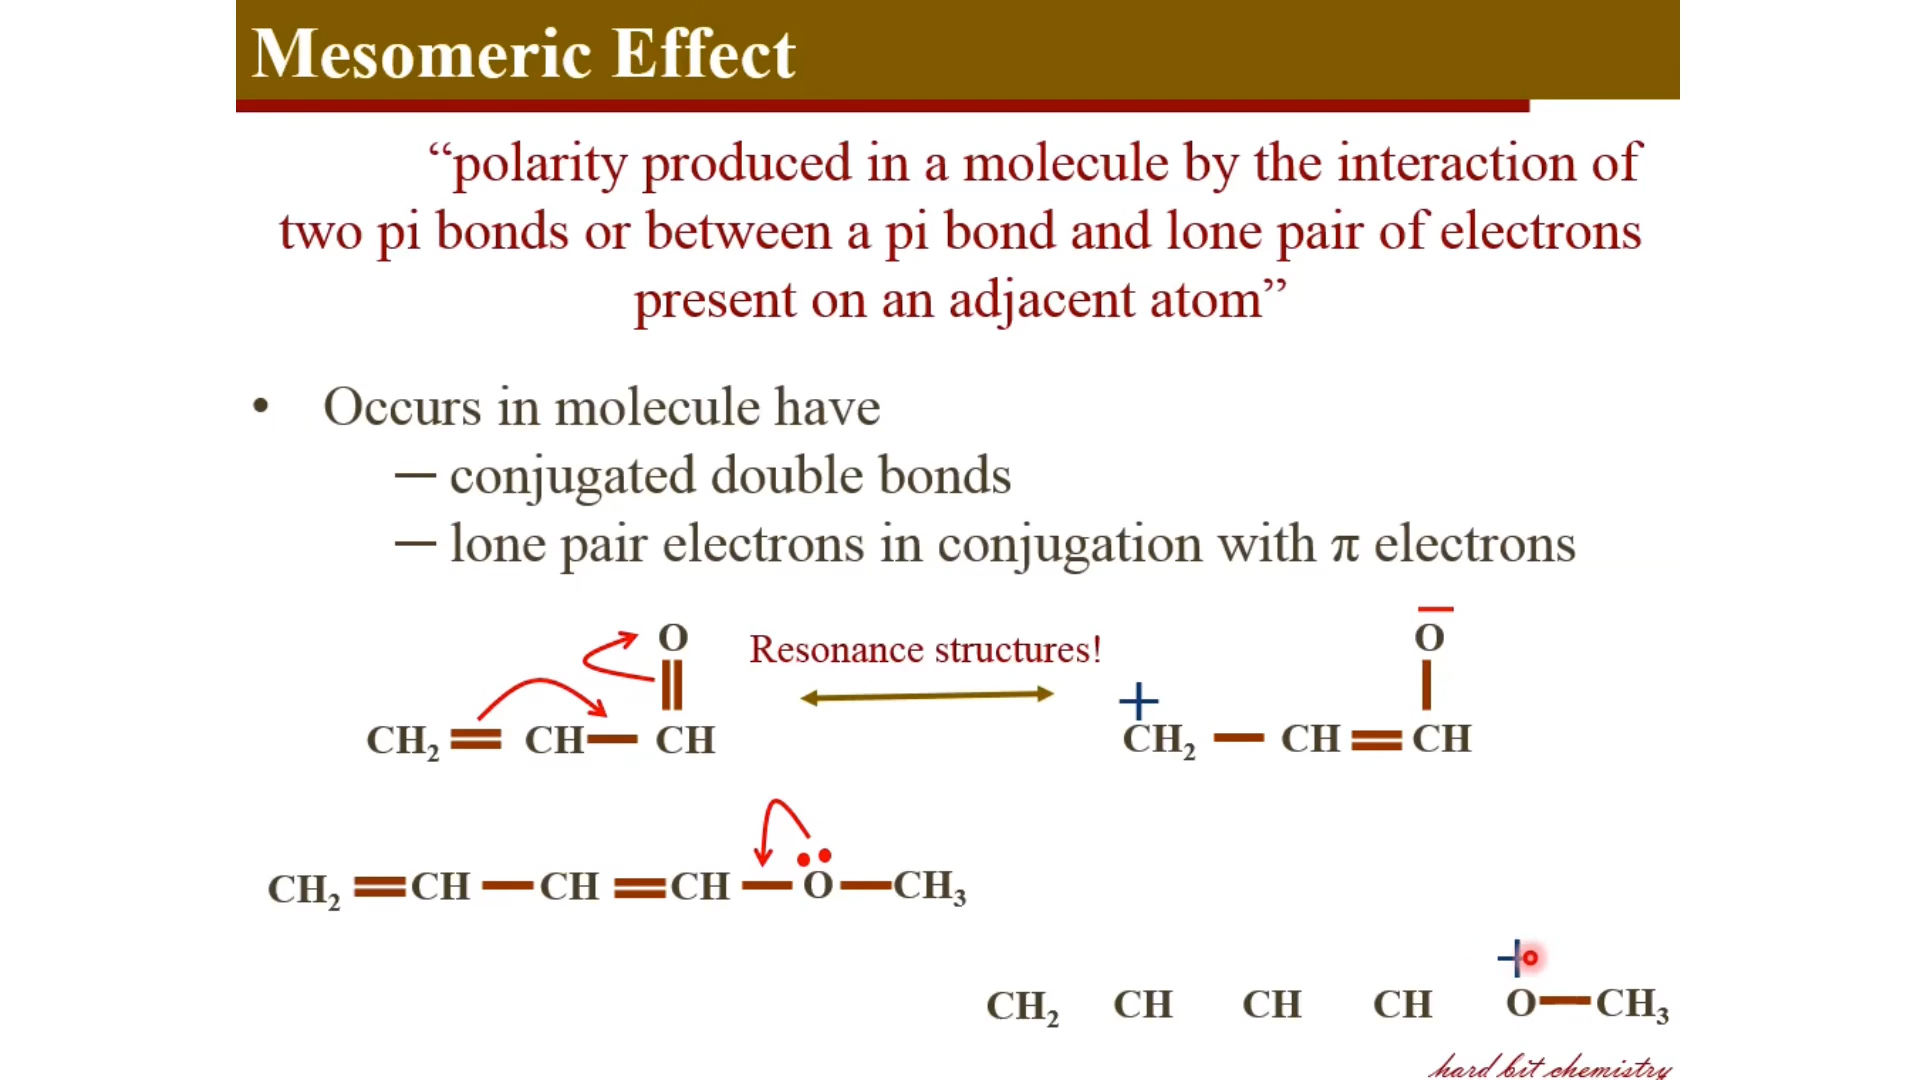 Mesomeric Effect
“polarity produced in a molecule by the interaction of
two pi bonds or between a pi bond and lone pair of electrons
present on an adjacent atom”
• Occurs in molecule have
— conjugated double bonds
— lone pair electrons in conjugation with π electrons
O
Resonance structures!
O
CH₂ CH CH
+
CH₂ CH CH
CH₂ CH CH CH O CH₃
+
CH₂ CH CH CH O CH₃
hard bit chemistry